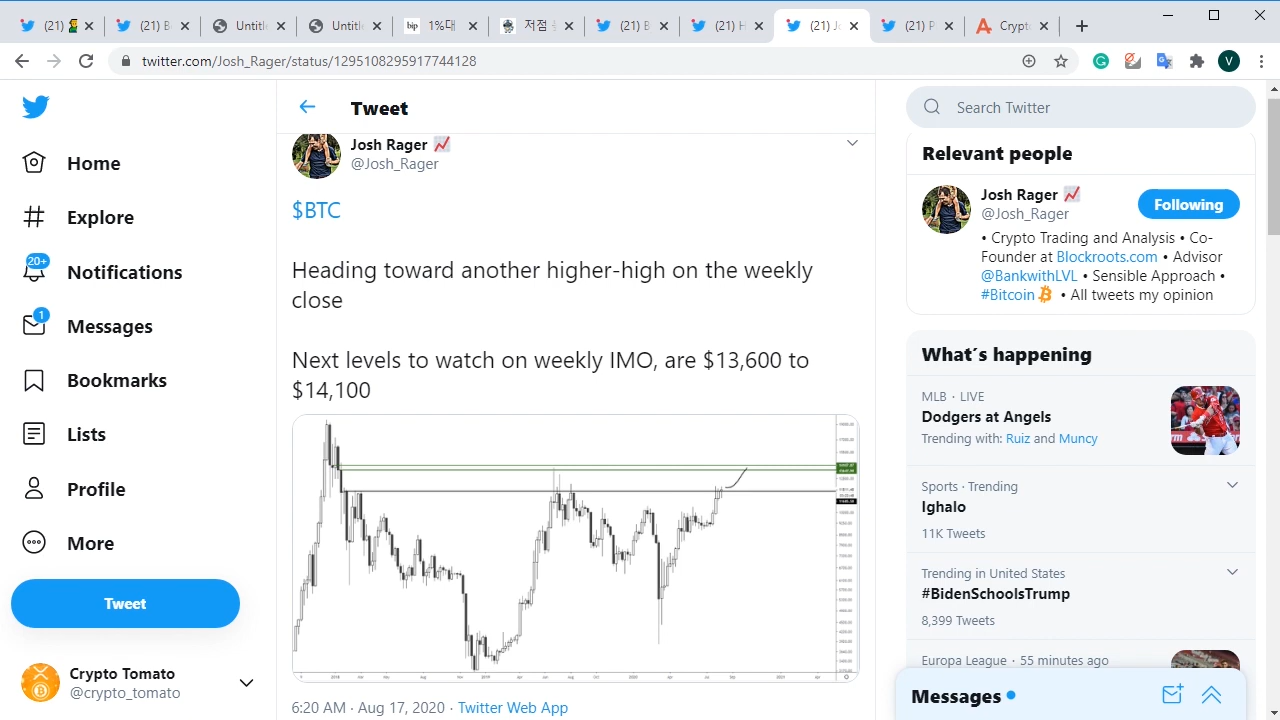 (21)
(21) B
Untitl
Untitl
bip
1%대
저점
(21) B
(21) H
(21) Jo
(21) P
Crypto
twitter.com/Josh_Rager/status/1295108295917744128
V
Home
Explore
20+
Notifications
1
Messages
Bookmarks
Lists
Profile
More
Tweet
Crypto Tomato
@crypto_tomato
Tweet
Josh Rager
@Josh_Rager
$BTC
Heading toward another higher-high on the weekly
close
Next levels to watch on weekly IMO, are $13,600 to
$14,100
6:20 AM · Aug 17, 2020 · Twitter Web App
Search Twitter
Relevant people
Josh Rager
@Josh_Rager
Following
• Crypto Trading and Analysis • Co-
Founder at Blockroots.com • Advisor
@BankwithLVL • Sensible Approach •
#Bitcoin • All tweets my opinion
What´s happening
MLB · LIVE
Dodgers at Angels
Trending with: Ruiz and Muncy
Sports · Trending
Ighalo
11K Tweets
Trending in United States
#BidenSchoolsTrump
8,399 Tweets
Europa League · 55 minutes ago
Messages